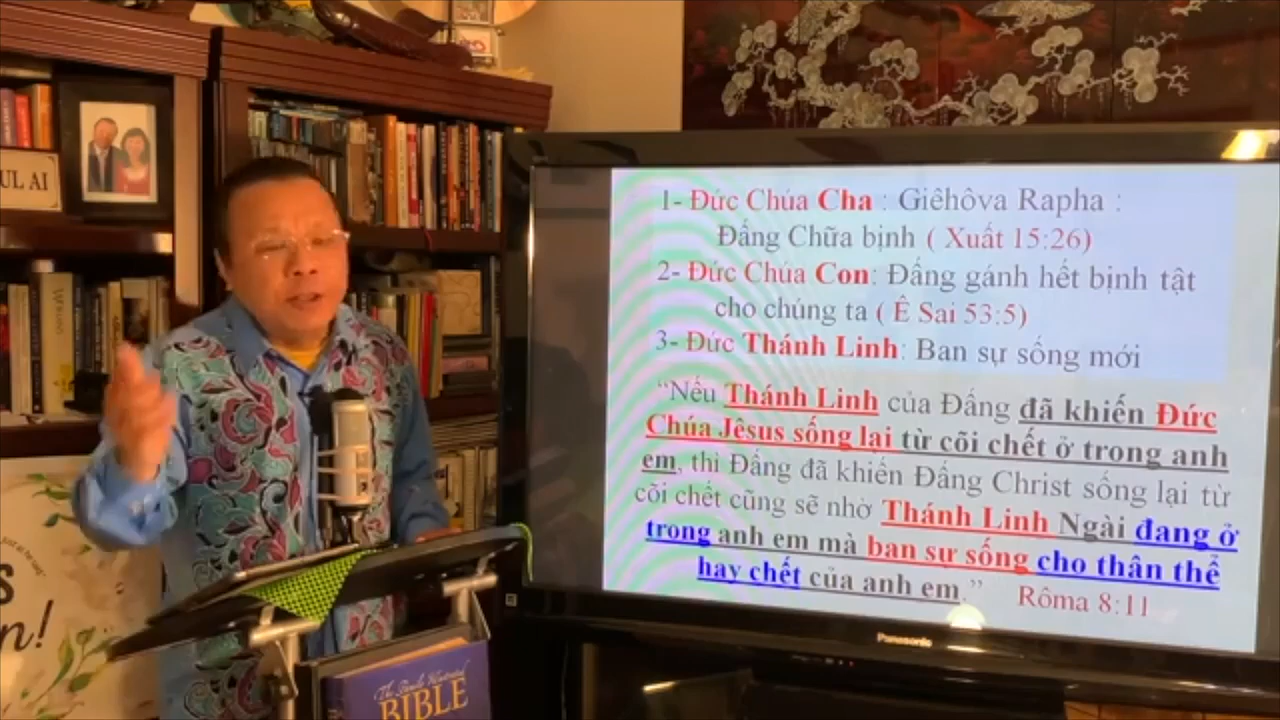 UL AI
1- Đức Chúa Cha : Giêhôva Rapha :
Đấng Chữa bịnh ( Xuất 15:26)
2- Đức Chúa Con: Đấng gánh hết bịnh tật
cho chúng ta ( Ê Sai 53:5)
3- Đức Thánh Linh: Ban sự sống mới
“Nếu Thánh Linh của Đấng đã khiến Đức
Chúa Jêsus sống lại từ cõi chết ở trong anh
em, thì Đấng đã khiến Đấng Christ sống lại từ
cõi chết cũng sẽ nhờ Thánh Linh Ngài đang ở
trong anh em mà ban sự sống cho thân thể
hay chết của anh em.” Rôma 8:11
Panasonic
The Family Illustrated
BIBLE
s
n!